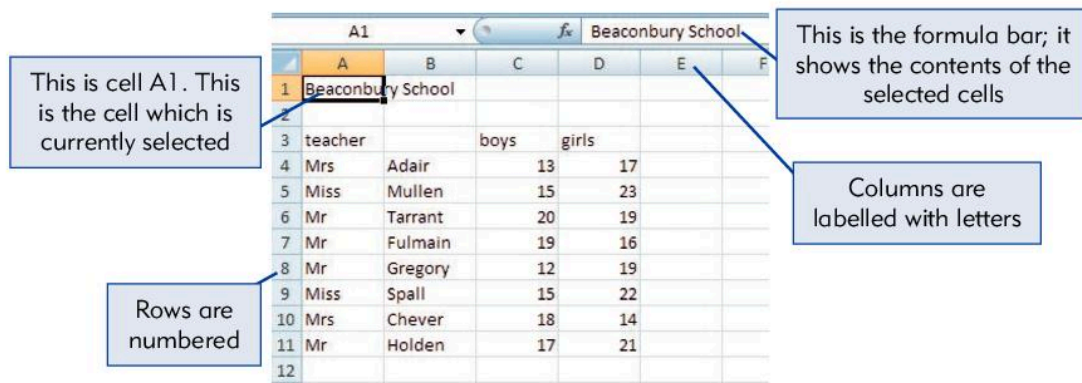 A1 fx Beaconbury School
A B C D E F
1 Beaconbury School
2
3 teacher boys girls
4 Mrs Adair 13 17
5 Miss Mullen 15 23
6 Mr Tarrant 20 19
7 Mr Fulmain 19 16
8 Mr Gregory 12 19
9 Miss Spall 15 22
10 Mrs Chever 18 14
11 Mr Holden 17 21
12
This is cell A1. This
is the cell which is
currently selected
Rows are
numbered
This is the formula bar; it
shows the contents of the
selected cells
Columns are
labelled with letters